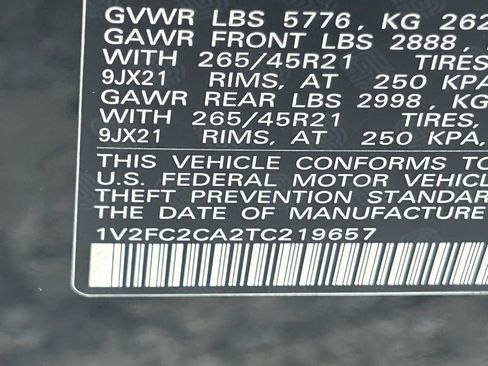 GVWR LBS 5776, KG 262
GAWR FRONT LBS 2888,
WITH 265/45R21 TIRES
9JX21 RIMS, AT 250 KPA
GAWR REAR LBS 2998, KG
WITH 265/45R21 TIRES,
9JX21 RIMS, AT 250 KPA,
THIS VEHICLE CONFORMS TO
U.S. FEDERAL MOTOR VEHICL
THEFT PREVENTION STANDAR
DATE OF MANUFACTURE
1V2FC2CA2TC219657